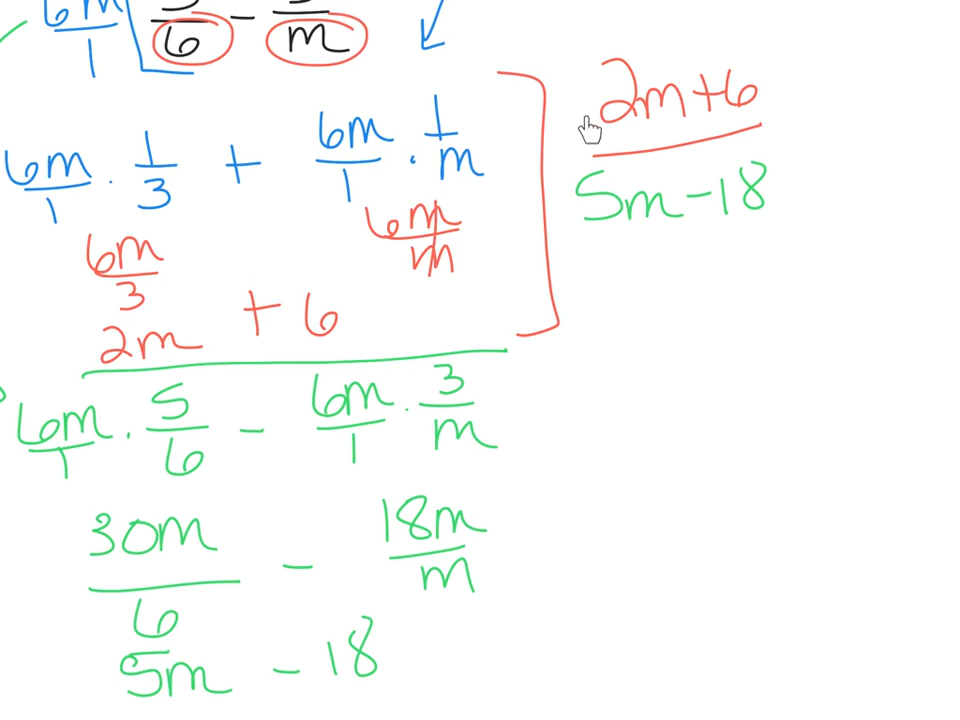 6m/1 [ 5/6 - 3/m
6m/1 · 1/3 + 6m/1 · 1/m
6m/3 6m/m
2m + 6
6m/1 · 5/6 - 6m/1 · 3/m
30m/6 - 18m/m
5m - 18
2m+6
5m-18